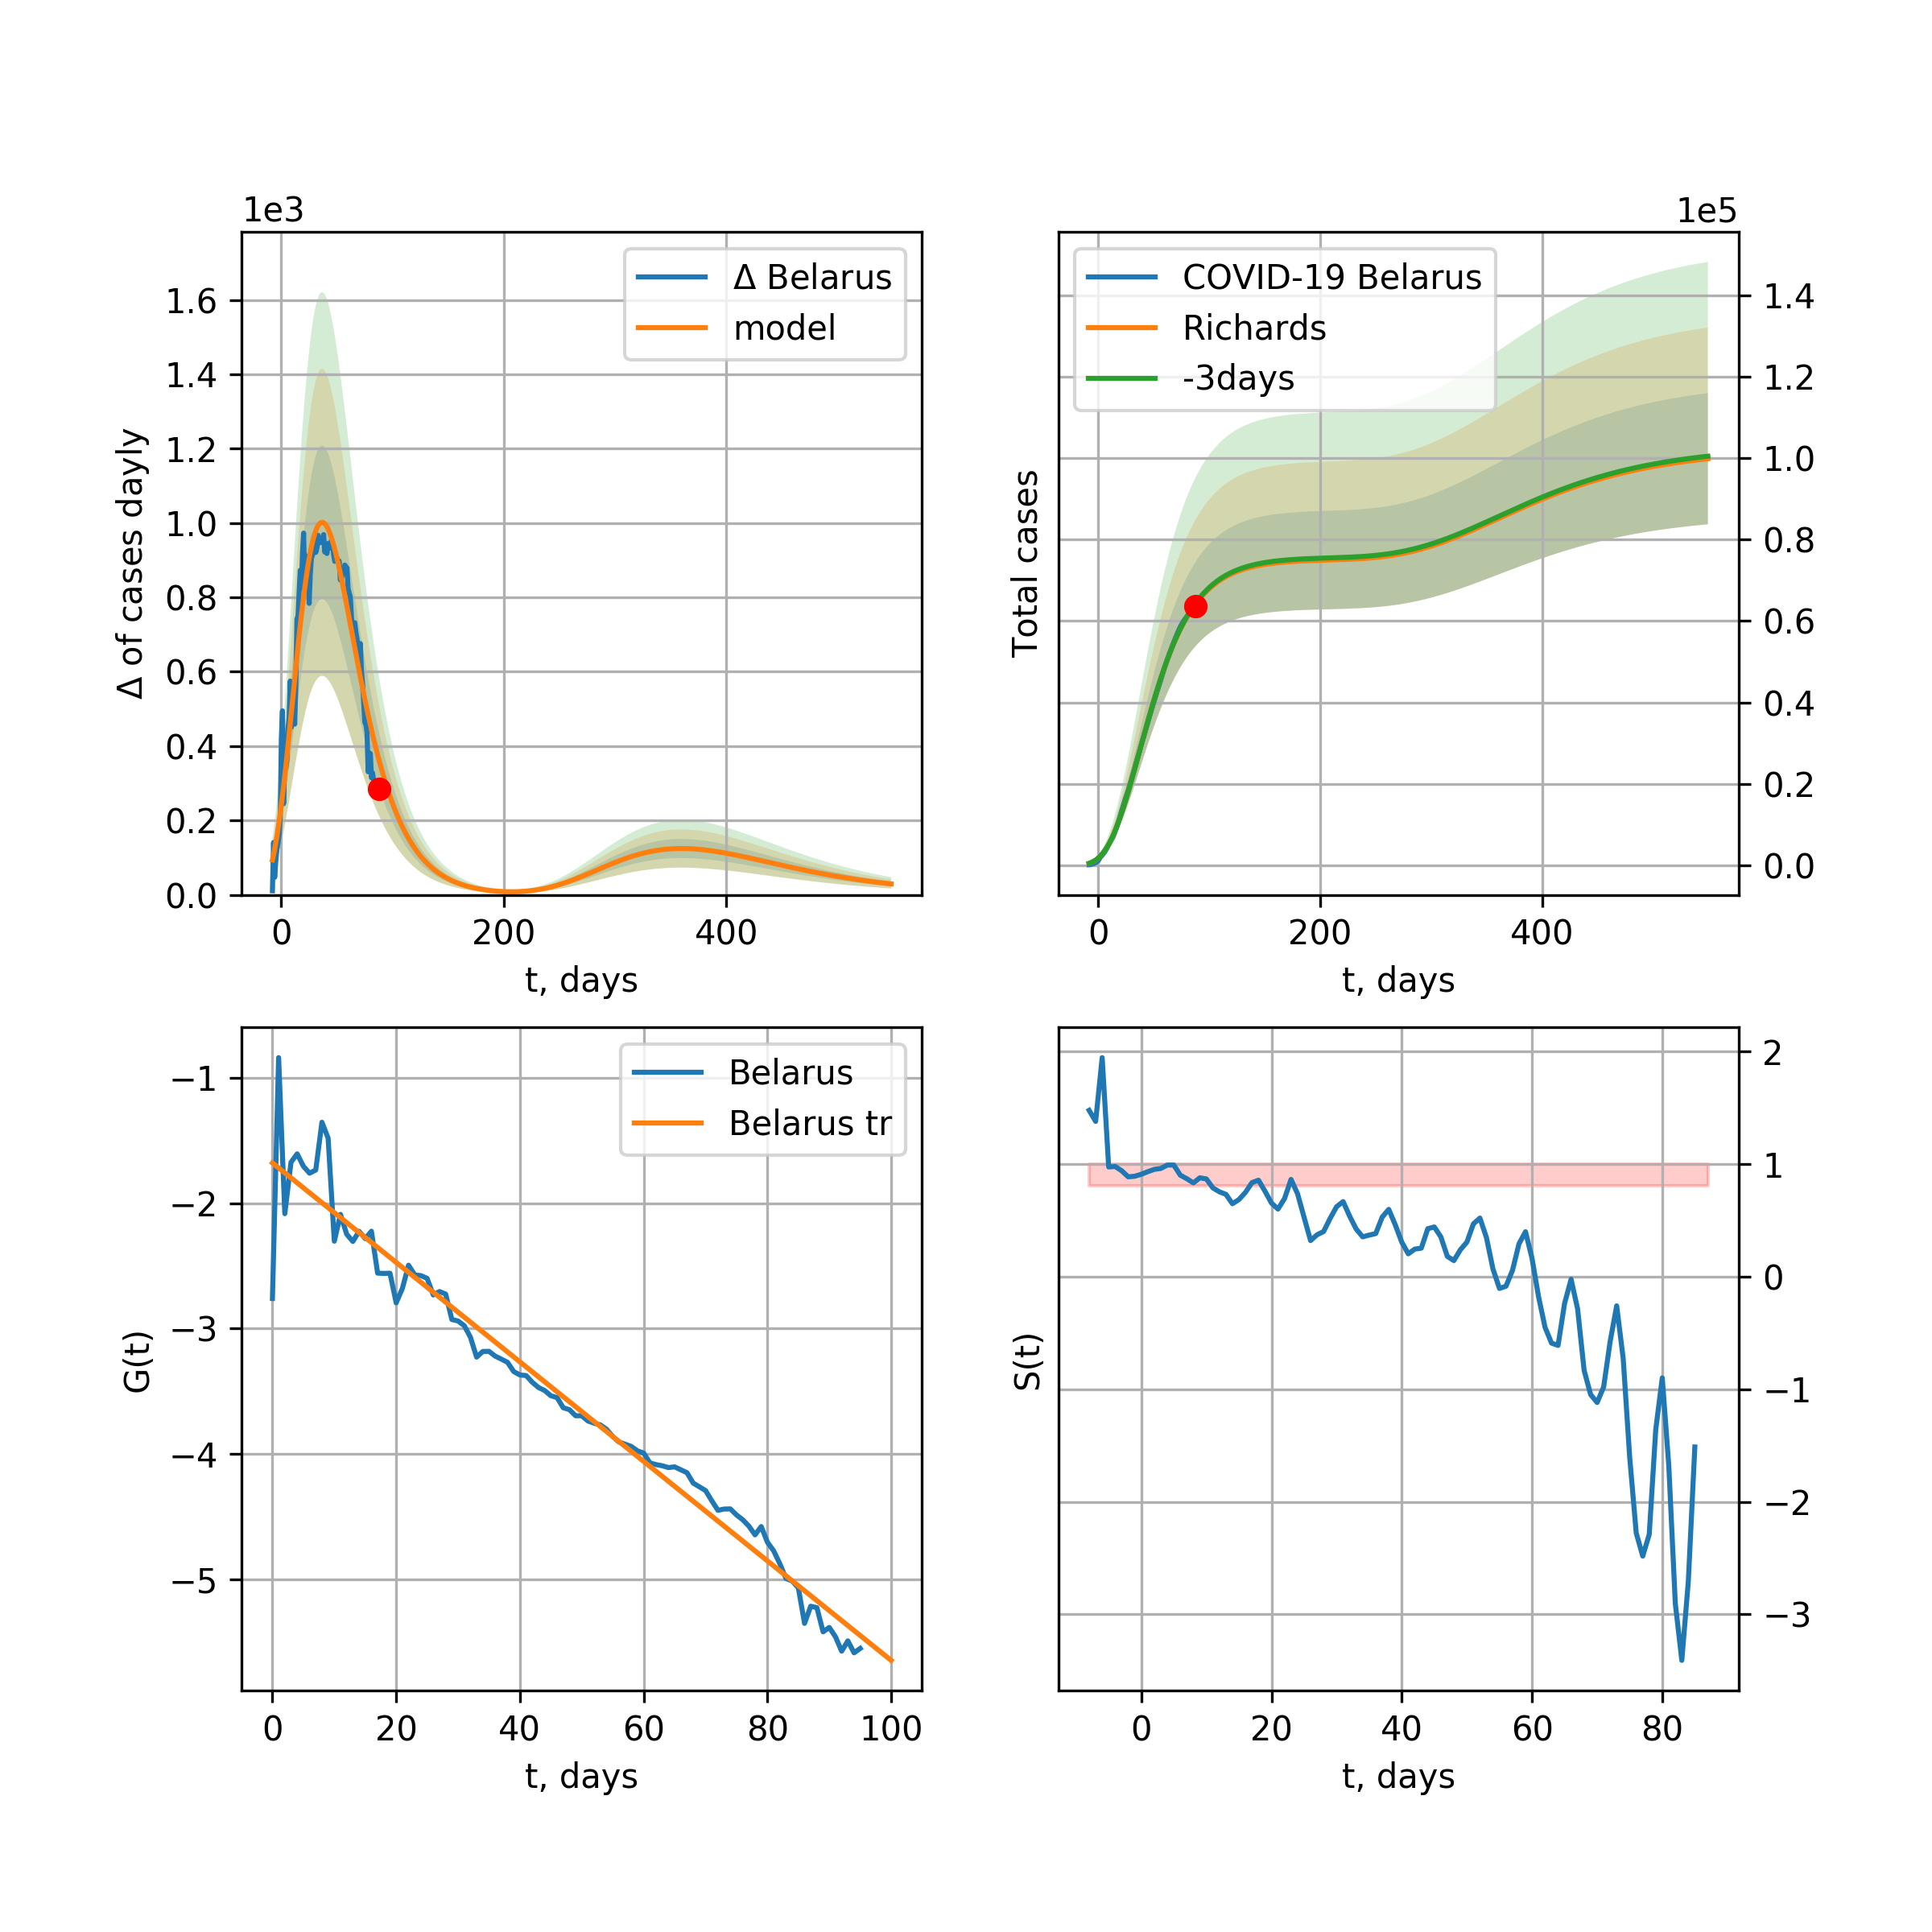 1e3
Δ Belarus
model
1.6
1.4
1.2
1.0
0.8
0.6
0.4
0.2
0.0
Δ of cases dayly
0 200 400
t, days
1e5
COVID-19 Belarus
Richards
-3days
Total cases
1.4
1.2
1.0
0.8
0.6
0.4
0.2
0.0
0 200 400
t, days
Belarus
Belarus tr
−1
−2
−3
−4
−5
G(t)
0 20 40 60 80 100
t, days
S(t)
2
1
0
−1
−2
−3
0 20 40 60 80
t, days